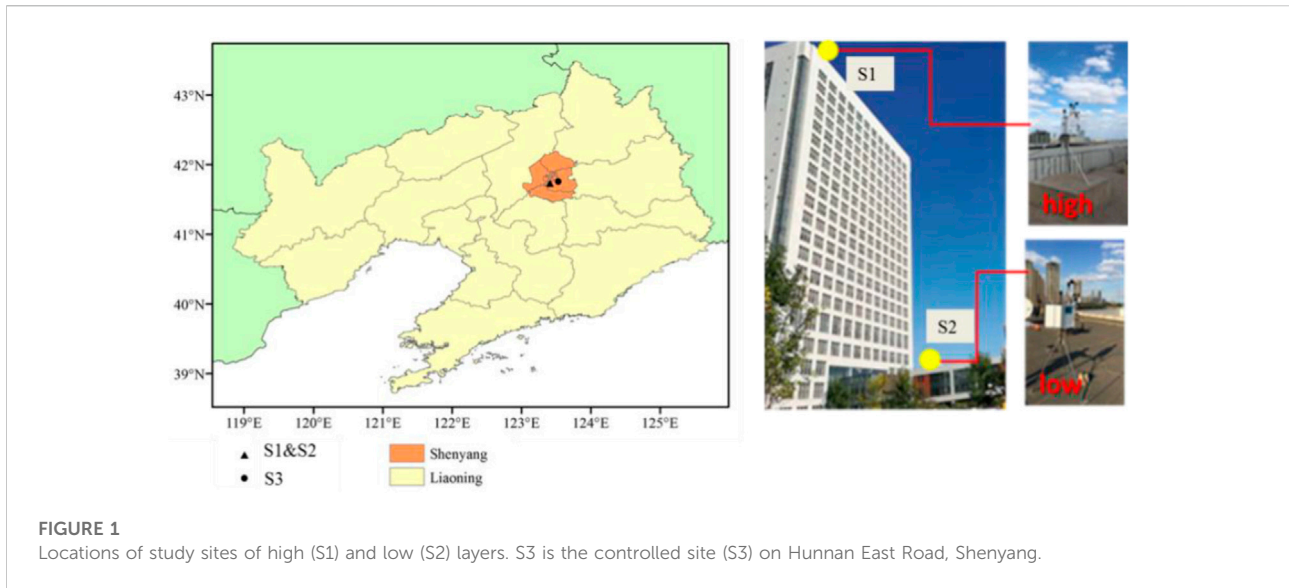 43°N
42°N
41°N
40°N
39°N
119°E 120°E 121°E 122°E 123°E 124°E 125°E
▲ S1&S2
● S3
Shenyang
Liaoning
S1
S2
high
low
FIGURE 1
Locations of study sites of high (S1) and low (S2) layers. S3 is the controlled site (S3) on Hunnan East Road, Shenyang.